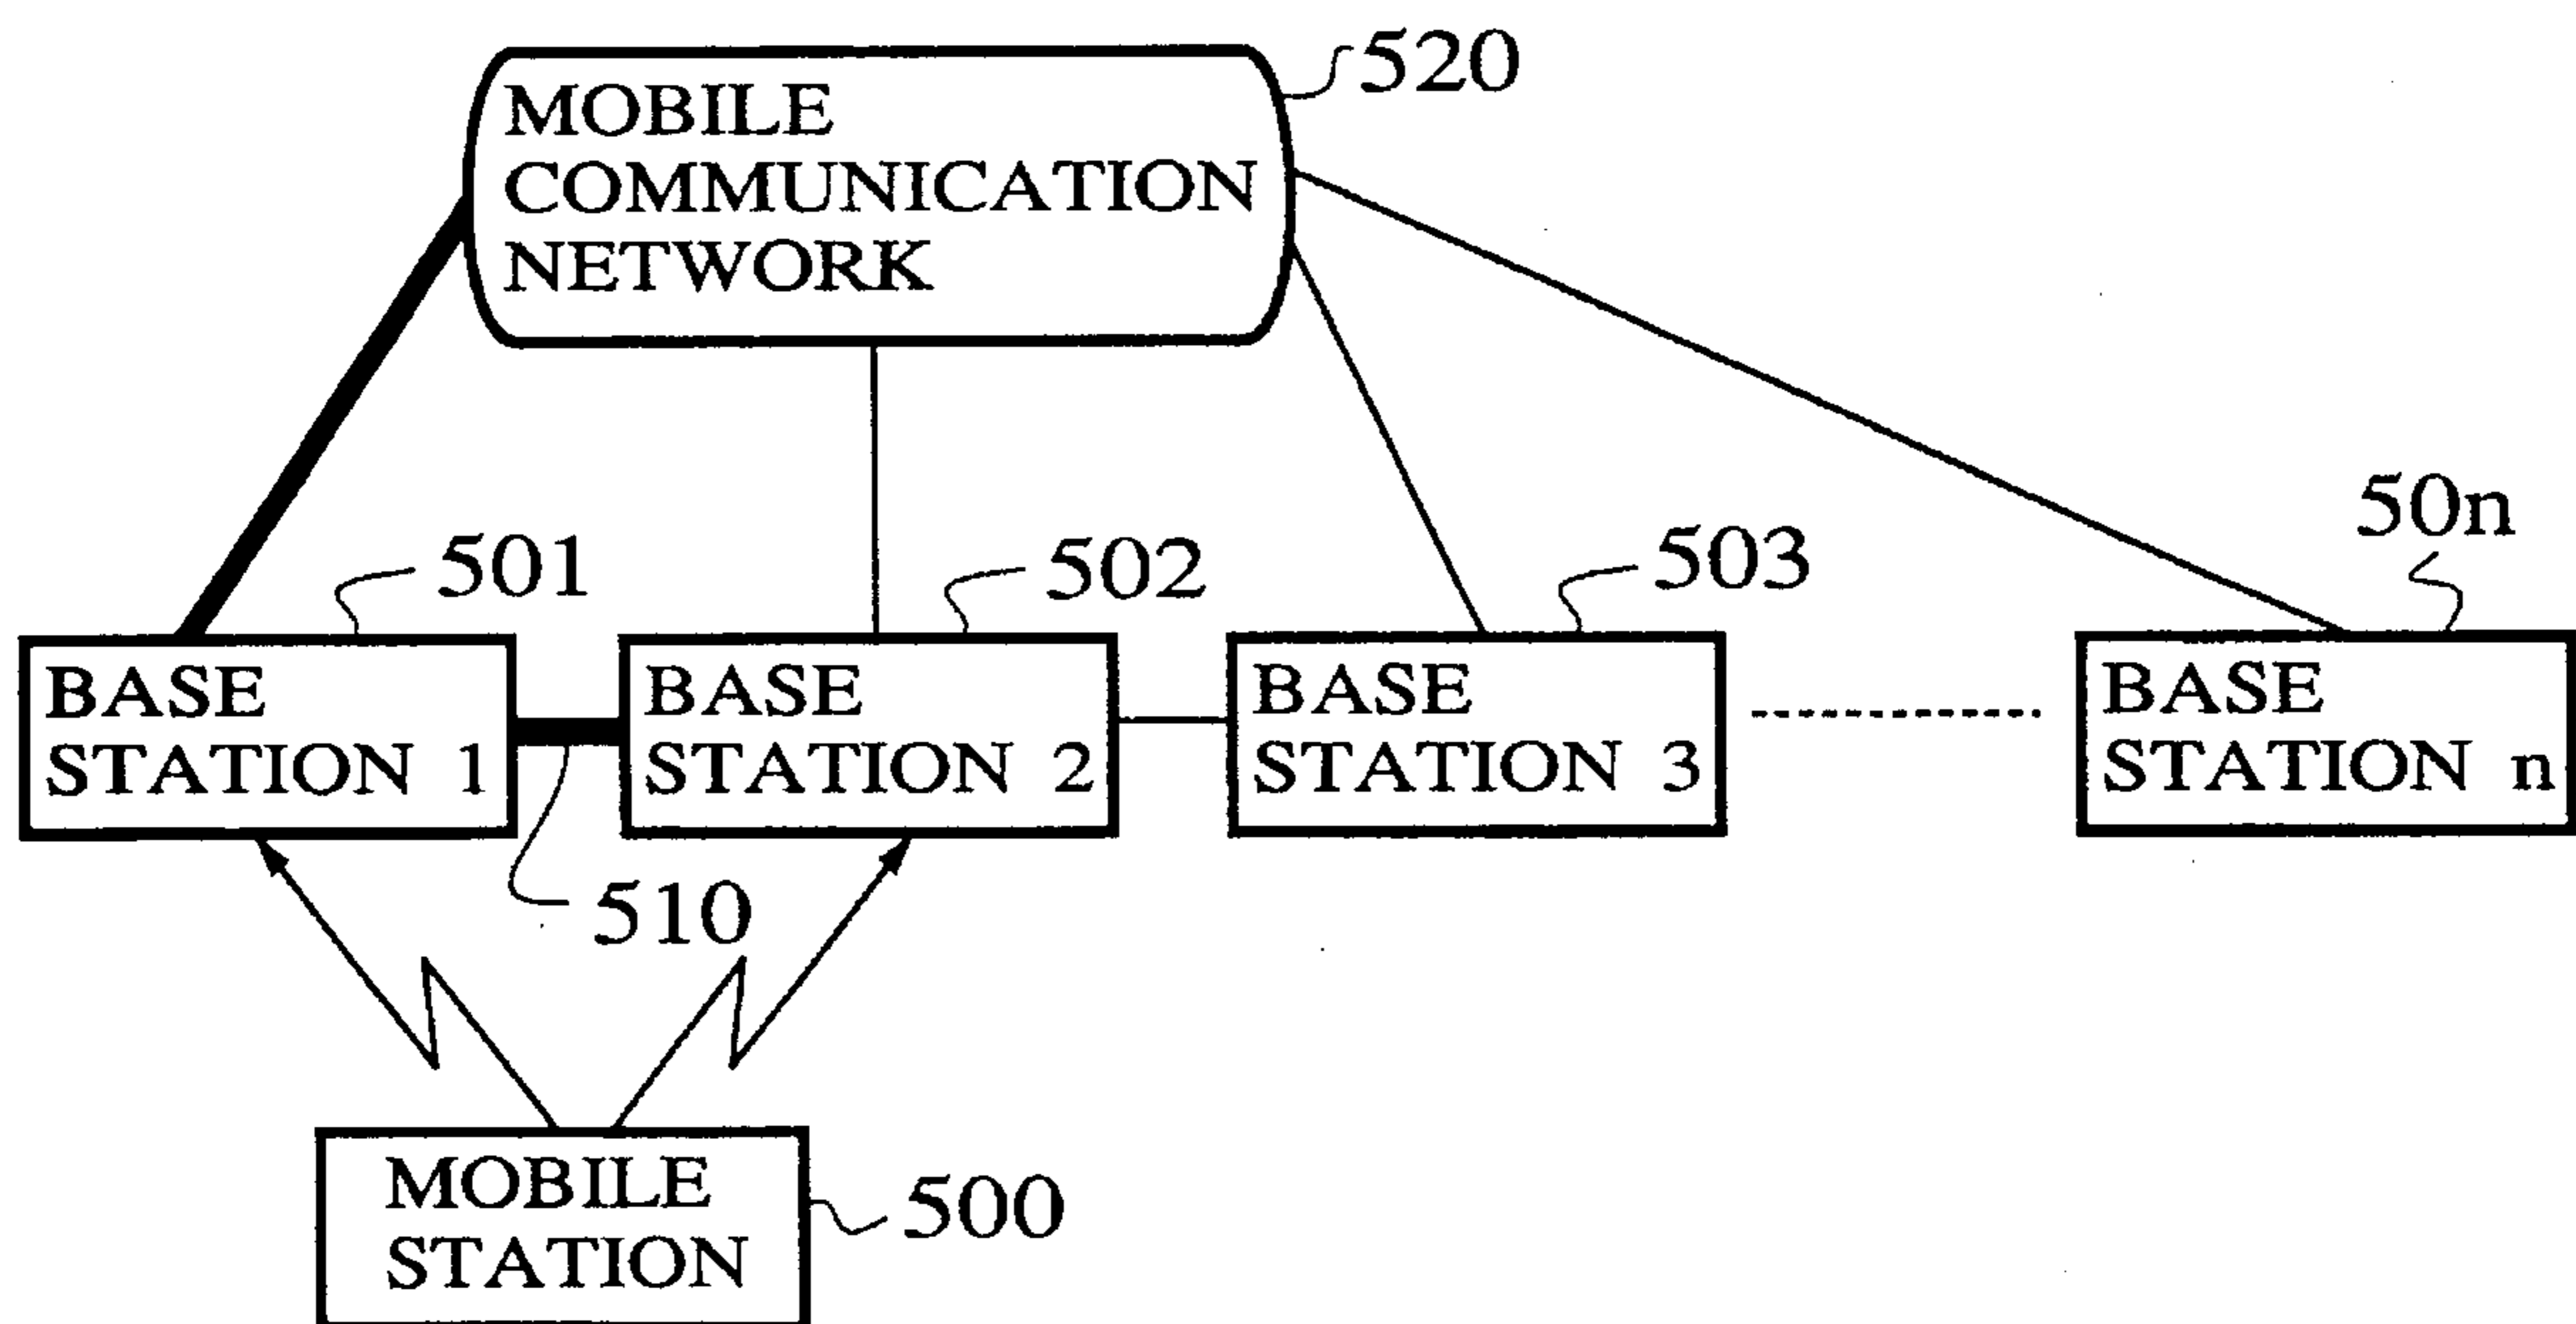 520
MOBILE
COMMUNICATION
NETWORK
50n
501
502
503
BASE
STATION 1
BASE
STATION 2
BASE
STATION 3
BASE
STATION n
510
MOBILE
STATION
500